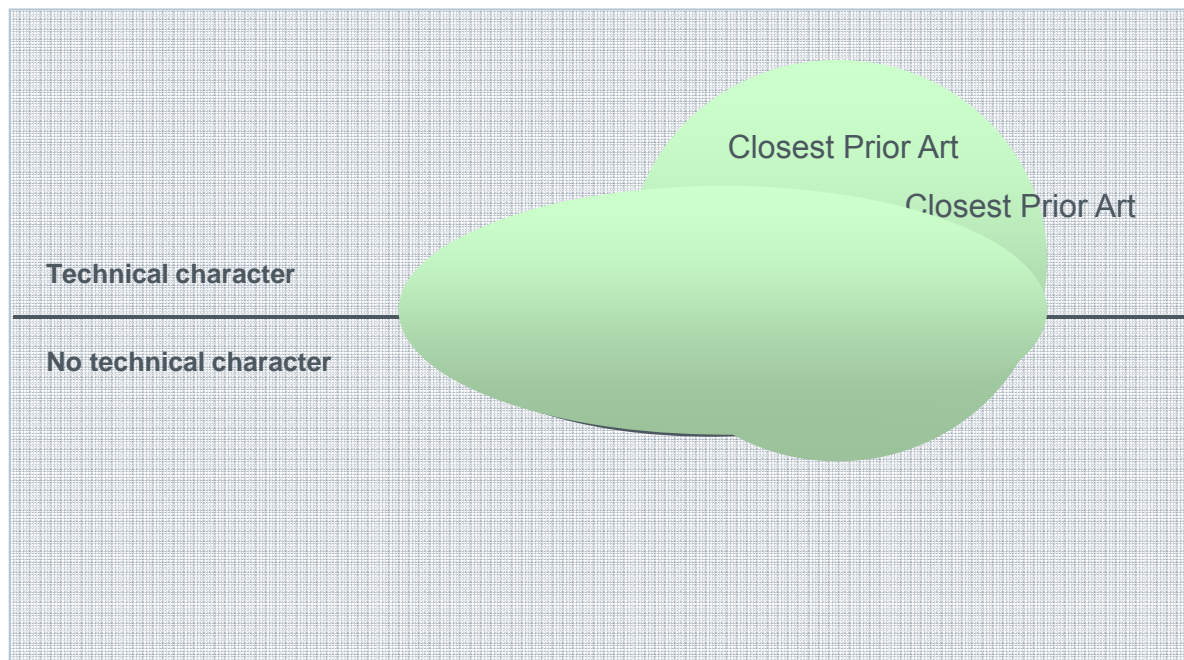 Closest Prior Art
Closest Prior Art
Technical character
No technical character